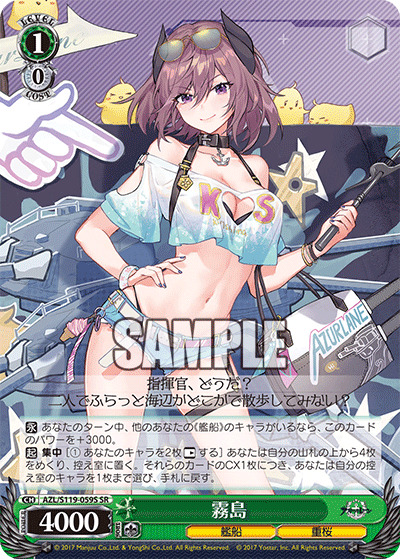 LEVEL
1
0
COST
K♥S
AZURLANE
SAMPLE
指揮官、どうだ？
二人でふらっと海辺かどこかで散歩してみない？
永 あなたのターン中、他のあなたの《艦船》のキャラがいるなら、このカード
のパワーを＋3000。
起 集中 [① あなたのキャラを2枚レストする] あなたは自分の山札の上から4枚
をめくり、控え室に置く。それらのカードのCX1枚につき、あなたは自分の控
え室のキャラを1枚まで選び、手札に戻す。
CH AZL/S119-059S SR
4000
霧島
艦船 重桜
© 2017 Manjuu Co.,Ltd. & YongShi Co.,Ltd. All Rights Reserved. © 2017 Yostar, Inc. All Rights Reserved.